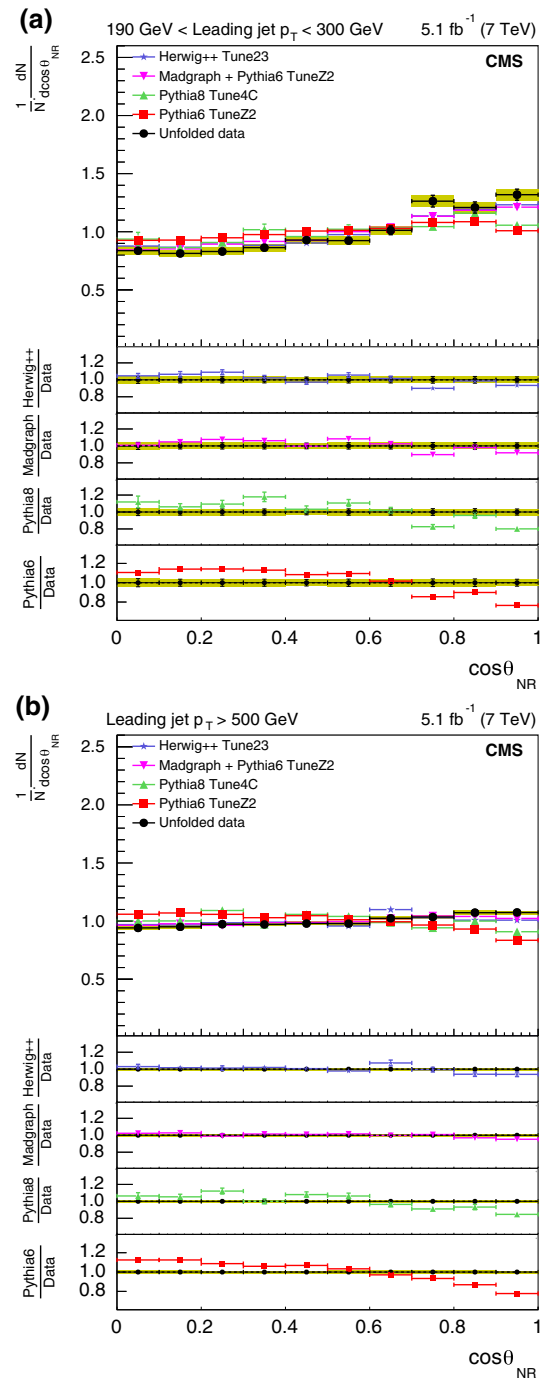 (a)
190 GeV < Leading jet p_T < 300 GeV 5.1 fb^-1 (7 TeV)
1/N dN/dcosθ_NR
2.5
2.0
1.5
1.0
0.5
Herwig++ Tune23
Madgraph + Pythia6 TuneZ2
Pythia8 Tune4C
Pythia6 TuneZ2
Unfolded data
CMS
Herwig++/Data
1.2
1.0
0.8
Madgraph/Data
1.2
1.0
0.8
Pythia8/Data
1.2
1.0
0.8
Pythia6/Data
1.2
1.0
0.8
0 0.2 0.4 0.6 0.8 1
cosθ_NR
(b)
Leading jet p_T > 500 GeV 5.1 fb^-1 (7 TeV)
1/N dN/dcosθ_NR
2.5
2.0
1.5
1.0
0.5
Herwig++ Tune23
Madgraph + Pythia6 TuneZ2
Pythia8 Tune4C
Pythia6 TuneZ2
Unfolded data
CMS
Herwig++/Data
1.2
1.0
0.8
Madgraph/Data
1.2
1.0
0.8
Pythia8/Data
1.2
1.0
0.8
Pythia6/Data
1.2
1.0
0.8
0 0.2 0.4 0.6 0.8 1
cosθ_NR